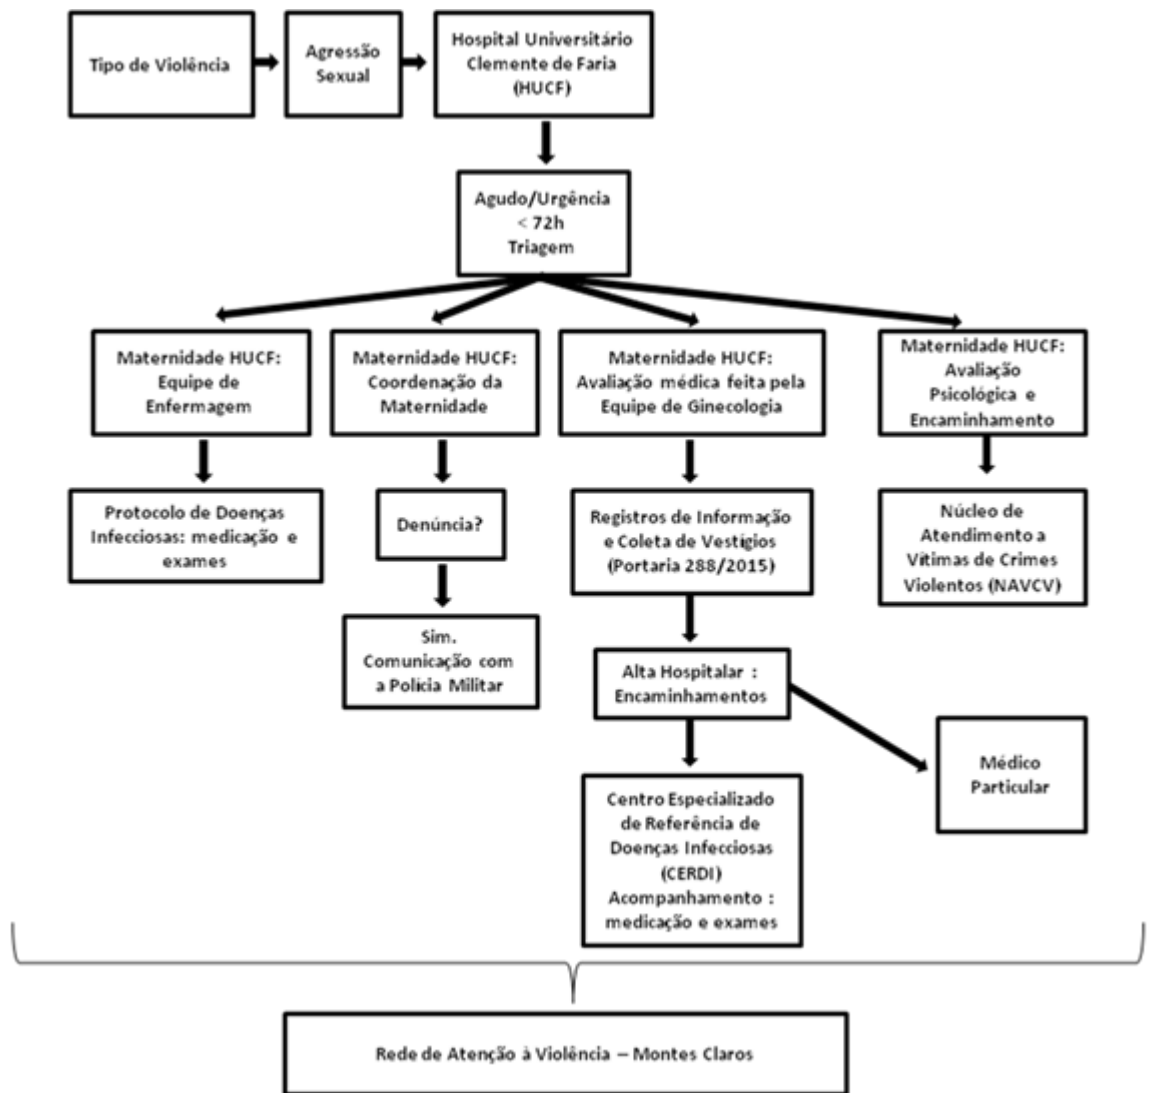 Tipo de Violência
Agressão
Sexual
Hospital Universitário
Clemente de Faria
(HUCF)
Agudo/Urgência
< 72h
Triagem
Maternidade HUCF:
Equipe de
Enfermagem
Maternidade HUCF:
Coordenação da
Maternidade
Maternidade HUCF:
Avaliação médica feita pela
Equipe de Ginecologia
Maternidade HUCF:
Avaliação
Psicológica e
Encaminhamento
Protocolo de Doenças
Infecciosas: medicação e
exames
Denúncia?
Registros de Informação
e Coleta de Vestígios
(Portaria 288/2015)
Núcleo de
Atendimento a
Vítimas de Crimes
Violentos (NAVCV)
Sim.
Comunicação com
a Polícia Militar
Alta Hospitalar :
Encaminhamentos
Médico
Particular
Centro Especializado
de Referência de
Doenças Infecciosas
(CERDI)
Acompanhamento :
medicação e exames
Rede de Atenção à Violência – Montes Claros